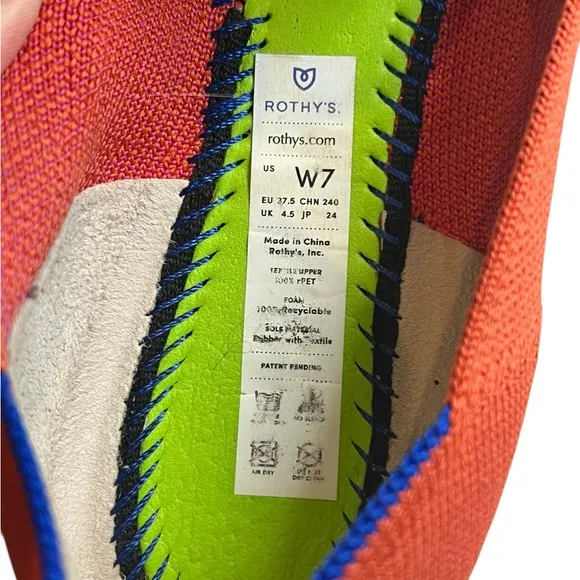 ROTHY'S.
rothys.com
US W7
EU 37.5 CHN 240
UK 4.5 JP 24
Made in China
Rothy's, Inc.
TEXTILE UPPER
100% rPET
FOAM
100% Recyclable
SOLE MATERIAL
Rubber with Textile
PATENT PENDING
NO BLEACH
AIR DRY
DRY CLEAN